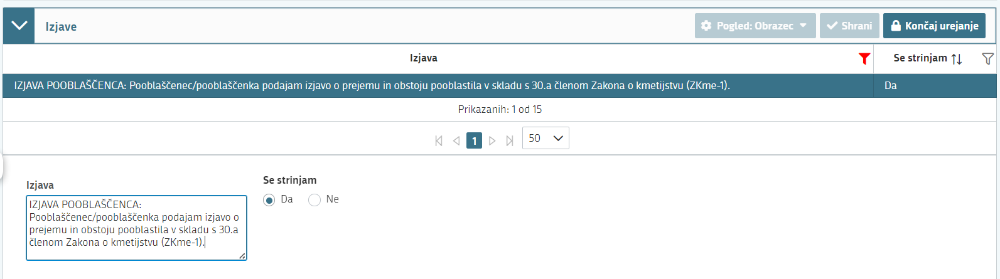 Izjave
Pogled: Obrazec
Shrani
Končaj urejanje
Izjava
Se strinjam
IZJAVA POOBLAŠČENCA: Pooblaščenec/pooblaščenka podajam izjavo o prejemu in obstoju pooblastila v skladu s 30.a členom Zakona o kmetijstvu (ZKme-1).
Da
Prikazanih: 1 od 15
1
50
Izjava
Se strinjam
IZJAVA POOBLAŠČENCA:
Pooblaščenec/pooblaščenka podajam izjavo o
prejemu in obstoju pooblastila v skladu s 30.a
členom Zakona o kmetijstvu (ZKme-1).
Da
Ne